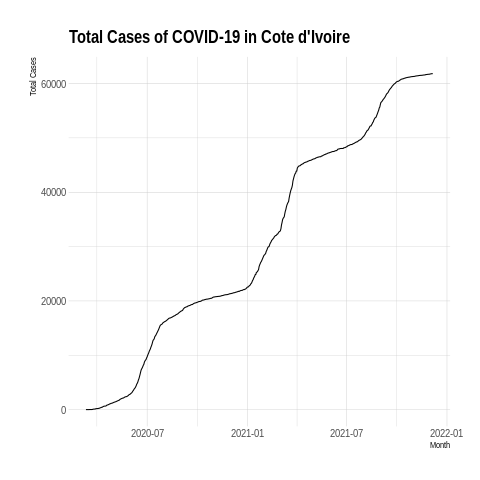 Total Cases of COVID-19 in Cote d'Ivoire
Total Cases
60000
40000
20000
0
2020-07 2021-01 2021-07 2022-01
Month